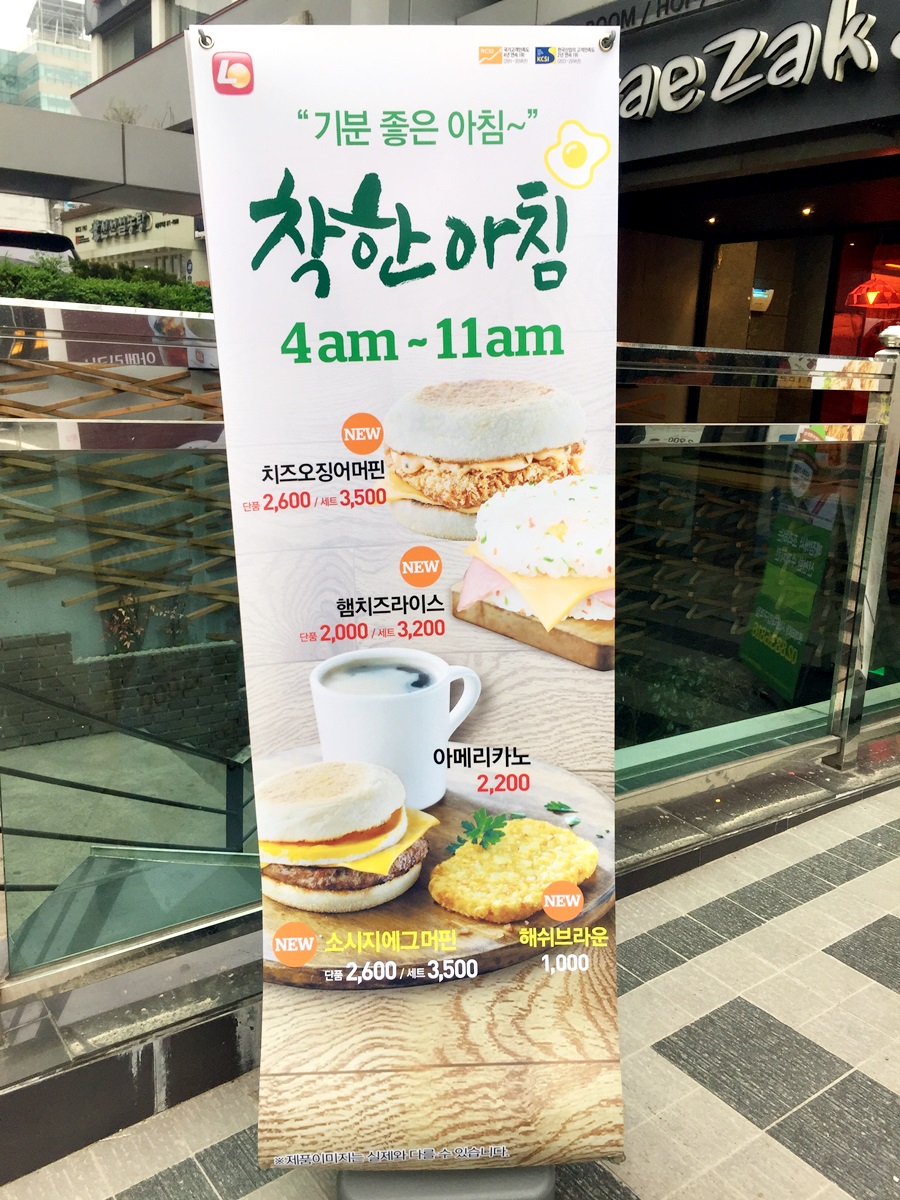 “기분 좋은 아침~”
착한아침
4am ~ 11am
NEW
치즈오징어머핀
단품 2,600 / 세트 3,500
NEW
햄치즈라이스
단품 2,000 / 세트 3,200
아메리카노
2,200
NEW 소시지에그머핀
단품 2,600 / 세트 3,500
NEW
해쉬브라운
1,000
※제품이미지는 실제와 다를 수 있습니다.
KCSI
aezak